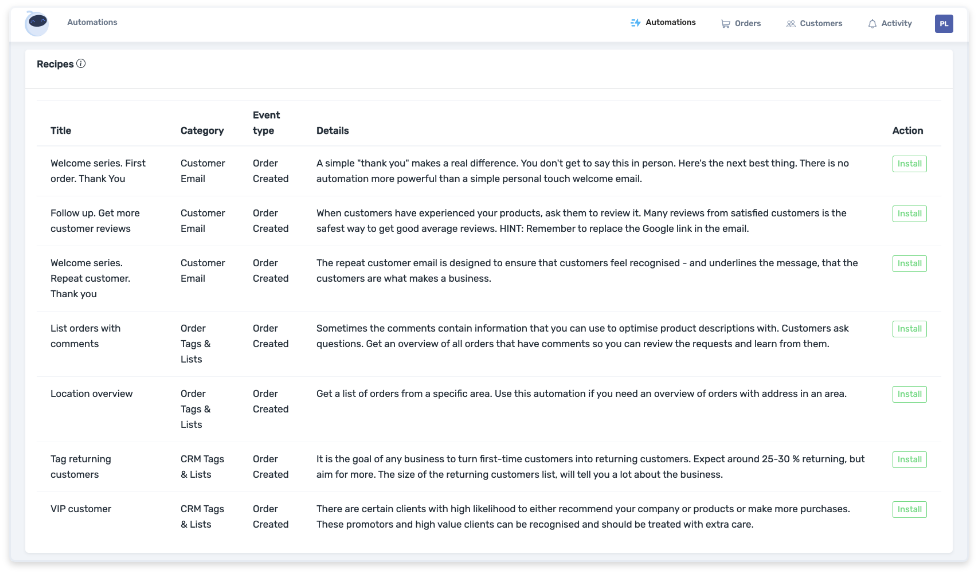 Automations
Automations
Orders
Customers
Activity
PL
Recipes
Title
Category
Event
type
Details
Action
Welcome series. First
order. Thank You
Customer
Email
Order
Created
A simple "thank you" makes a real difference. You don't get to say this in person. Here's the next best thing. There is no
automation more powerful than a simple personal touch welcome email.
Install
Follow up. Get more
customer reviews
Customer
Email
Order
Created
When customers have experienced your products, ask them to review it. Many reviews from satisfied customers is the
safest way to get good average reviews. HINT: Remember to replace the Google link in the email.
Install
Welcome series.
Repeat customer.
Thank you
Customer
Email
Order
Created
The repeat customer email is designed to ensure that customers feel recognised - and underlines the message, that the
customers are what makes a business.
Install
List orders with
comments
Order
Tags &
Lists
Order
Created
Sometimes the comments contain information that you can use to optimise product descriptions with. Customers ask
questions. Get an overview of all orders that have comments so you can review the requests and learn from them.
Install
Location overview
Order
Tags &
Lists
Order
Created
Get a list of orders from a specific area. Use this automation if you need an overview of orders with address in an area.
Install
Tag returning
customers
CRM Tags
& Lists
Order
Created
It is the goal of any business to turn first-time customers into returning customers. Expect around 25-30 % returning, but
aim for more. The size of the returning customers list, will tell you a lot about the business.
Install
VIP customer
CRM Tags
& Lists
Order
Created
There are certain clients with high likelihood to either recommend your company or products or make more purchases.
These promotors and high value clients can be recognised and should be treated with extra care.
Install